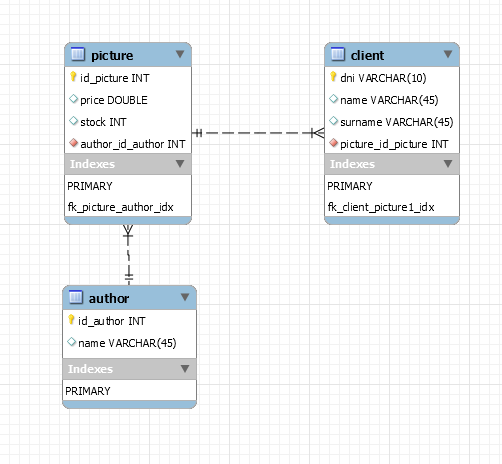 picture
id_picture INT
price DOUBLE
stock INT
author_id_author INT
Indexes
PRIMARY
fk_picture_author_idx
client
dni VARCHAR(10)
name VARCHAR(45)
surname VARCHAR(45)
picture_id_picture INT
Indexes
PRIMARY
fk_client_picture1_idx
author
id_author INT
name VARCHAR(45)
Indexes
PRIMARY